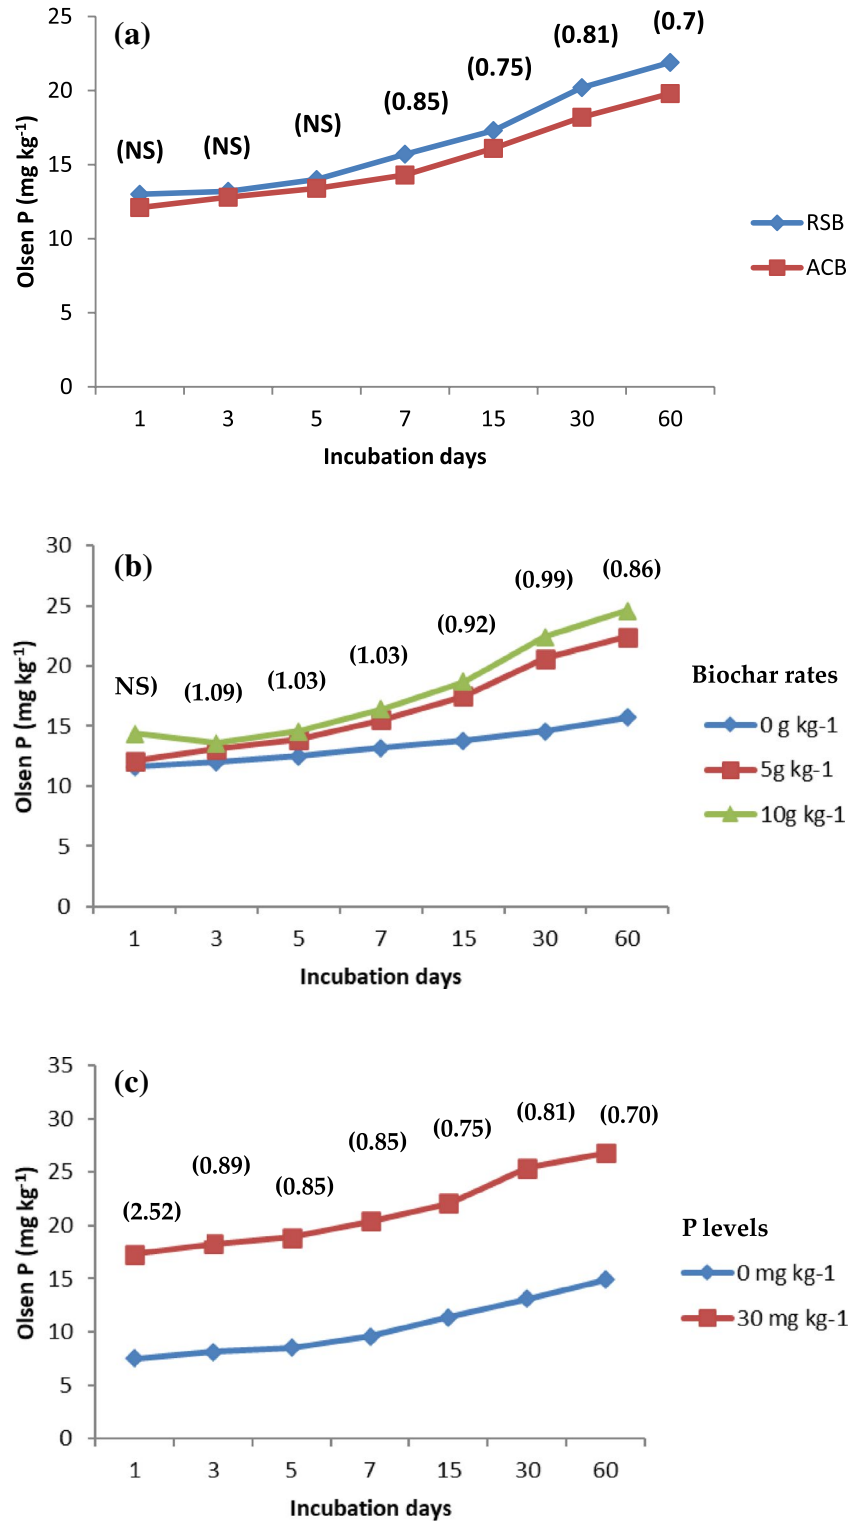 (a)
25
20
15
10
5
0
Olsen P (mg kg-1)
(NS) (NS) (NS) (0.85) (0.75) (0.81) (0.7)
RSB
ACB
1 3 5 7 15 30 60
Incubation days
(b)
30
25
20
15
10
5
0
Olsen P (mg kg-1)
NS) (1.09) (1.03) (1.03) (0.92) (0.99) (0.86)
Biochar rates
0 g kg-1
5g kg-1
10g kg-1
1 3 5 7 15 30 60
Incubation days
(c)
35
30
25
20
15
10
5
0
Olsen P (mg kg-1)
(2.52) (0.89) (0.85) (0.85) (0.75) (0.81) (0.70)
P levels
0 mg kg-1
30 mg kg-1
1 3 5 7 15 30 60
Incubation days